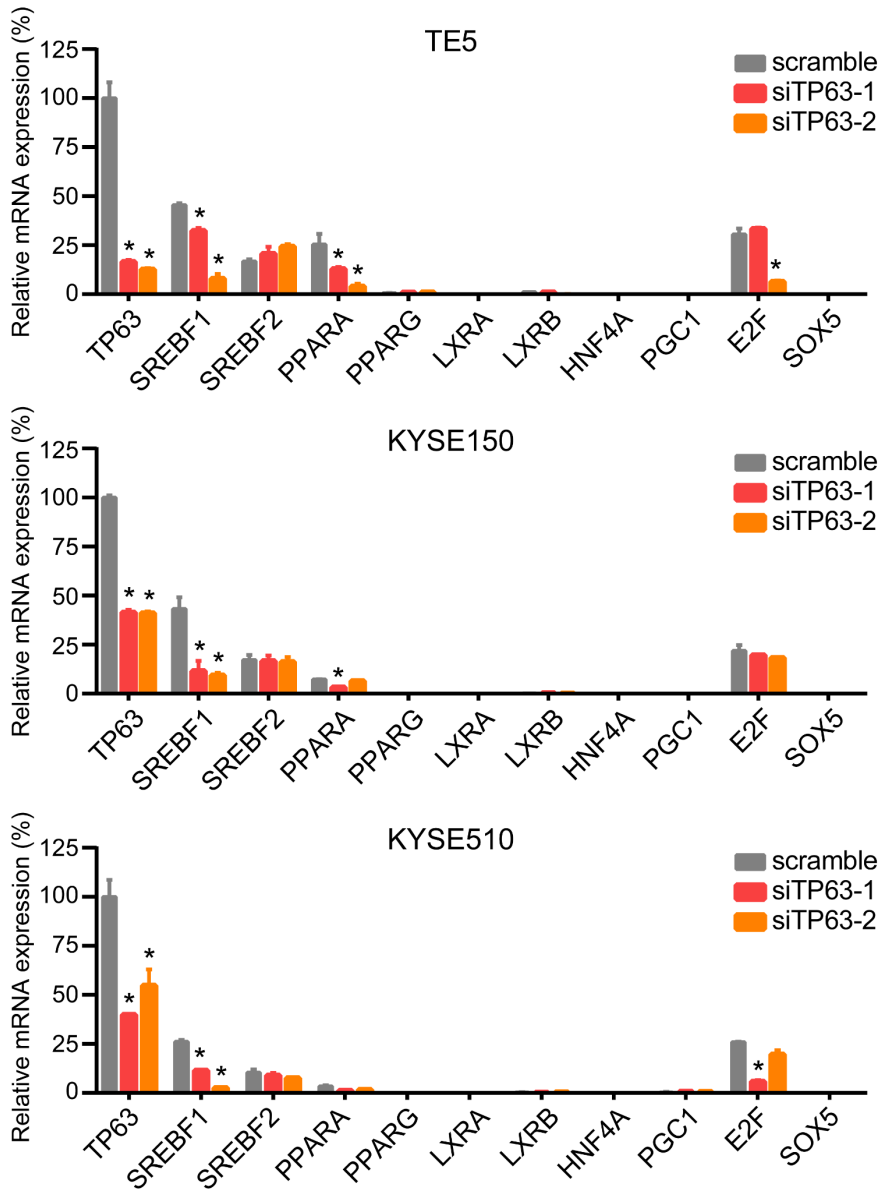 TE5
Relative mRNA expression (%)
125
100
75
50
25
0
scramble
siTP63-1
siTP63-2
* * * * * * *
TP63 SREBF1 SREBF2 PPARA PPARG LXRA LXRB HNF4A PGC1 E2F SOX5
KYSE150
Relative mRNA expression (%)
125
100
75
50
25
0
scramble
siTP63-1
siTP63-2
* * * * *
TP63 SREBF1 SREBF2 PPARA PPARG LXRA LXRB HNF4A PGC1 E2F SOX5
KYSE510
Relative mRNA expression (%)
125
100
75
50
25
0
scramble
siTP63-1
siTP63-2
* * * * *
TP63 SREBF1 SREBF2 PPARA PPARG LXRA LXRB HNF4A PGC1 E2F SOX5